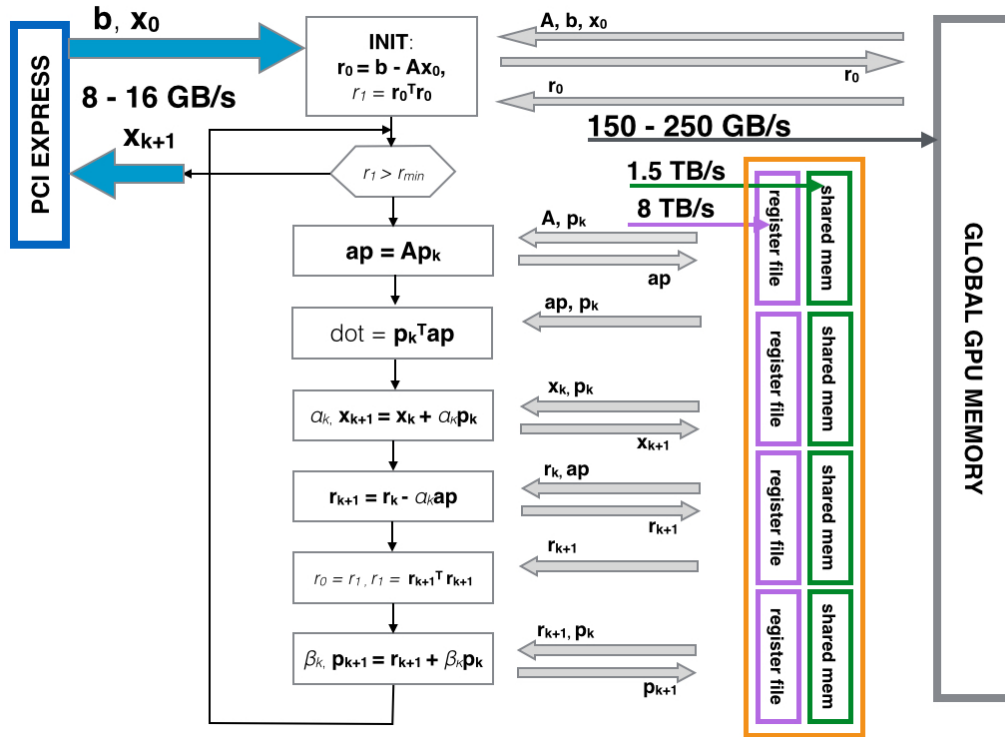 b, x₀
PCI EXPRESS
8 - 16 GB/s
xₖ₊₁
INIT:
r₀ = b - Ax₀,
r₁ = r₀ᵀr₀
A, b, x₀
r₀
r₀
150 - 250 GB/s
GLOBAL GPU MEMORY
r₁ > rₘᵢₙ
1.5 TB/s
8 TB/s
ap = Apₖ
A, pₖ
ap
dot = pₖᵀap
ap, pₖ
αₖ, xₖ₊₁ = xₖ + αₖpₖ
xₖ, pₖ
xₖ₊₁
rₖ₊₁ = rₖ - αₖap
rₖ, ap
rₖ₊₁
r₀ = r₁, r₁ = rₖ₊₁ᵀ rₖ₊₁
rₖ₊₁
βₖ, pₖ₊₁ = rₖ₊₁ + βₖpₖ
rₖ₊₁, pₖ
pₖ₊₁
register file
shared mem
register file
shared mem
register file
shared mem
register file
shared mem